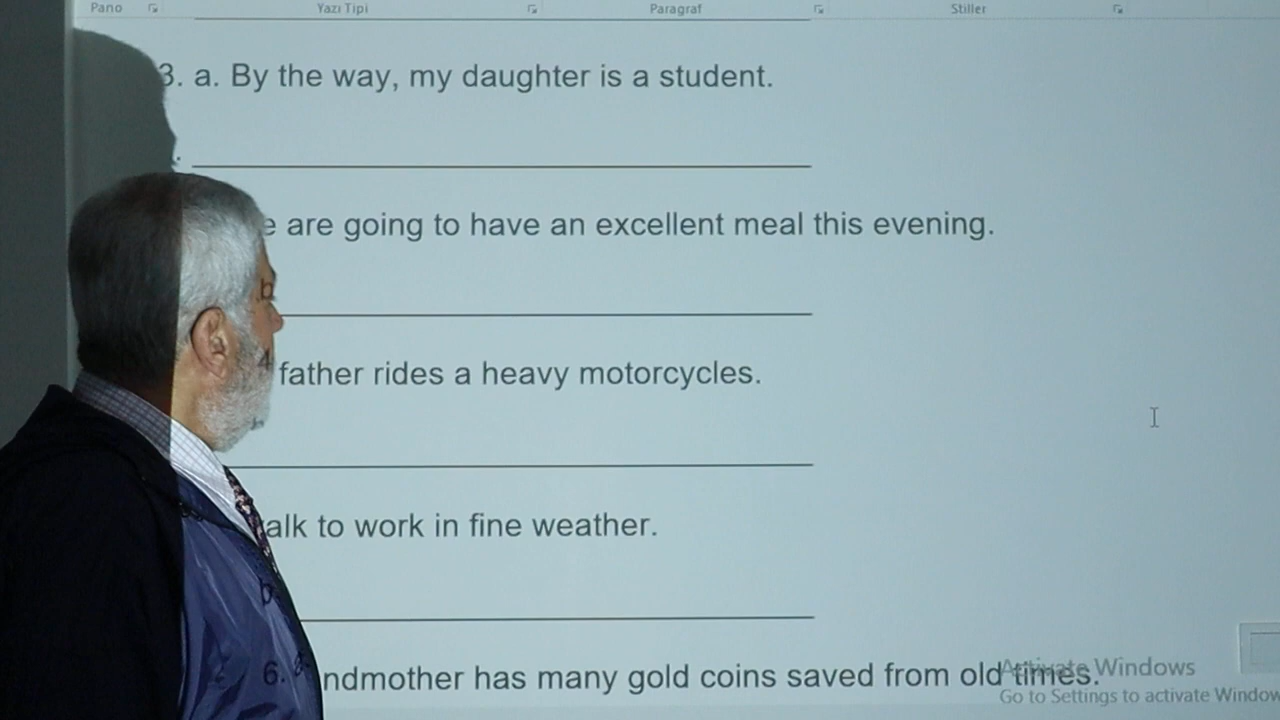 Pano Yazı Tipi Paragraf Stiller
3. a. By the way, my daughter is a student.
e are going to have an excellent meal this evening.
b
4 father rides a heavy motorcycles.
alk to work in fine weather.
b.
6. a. ndmother has many gold coins saved from old times.
Activate Windows
Go to Settings to activate Window